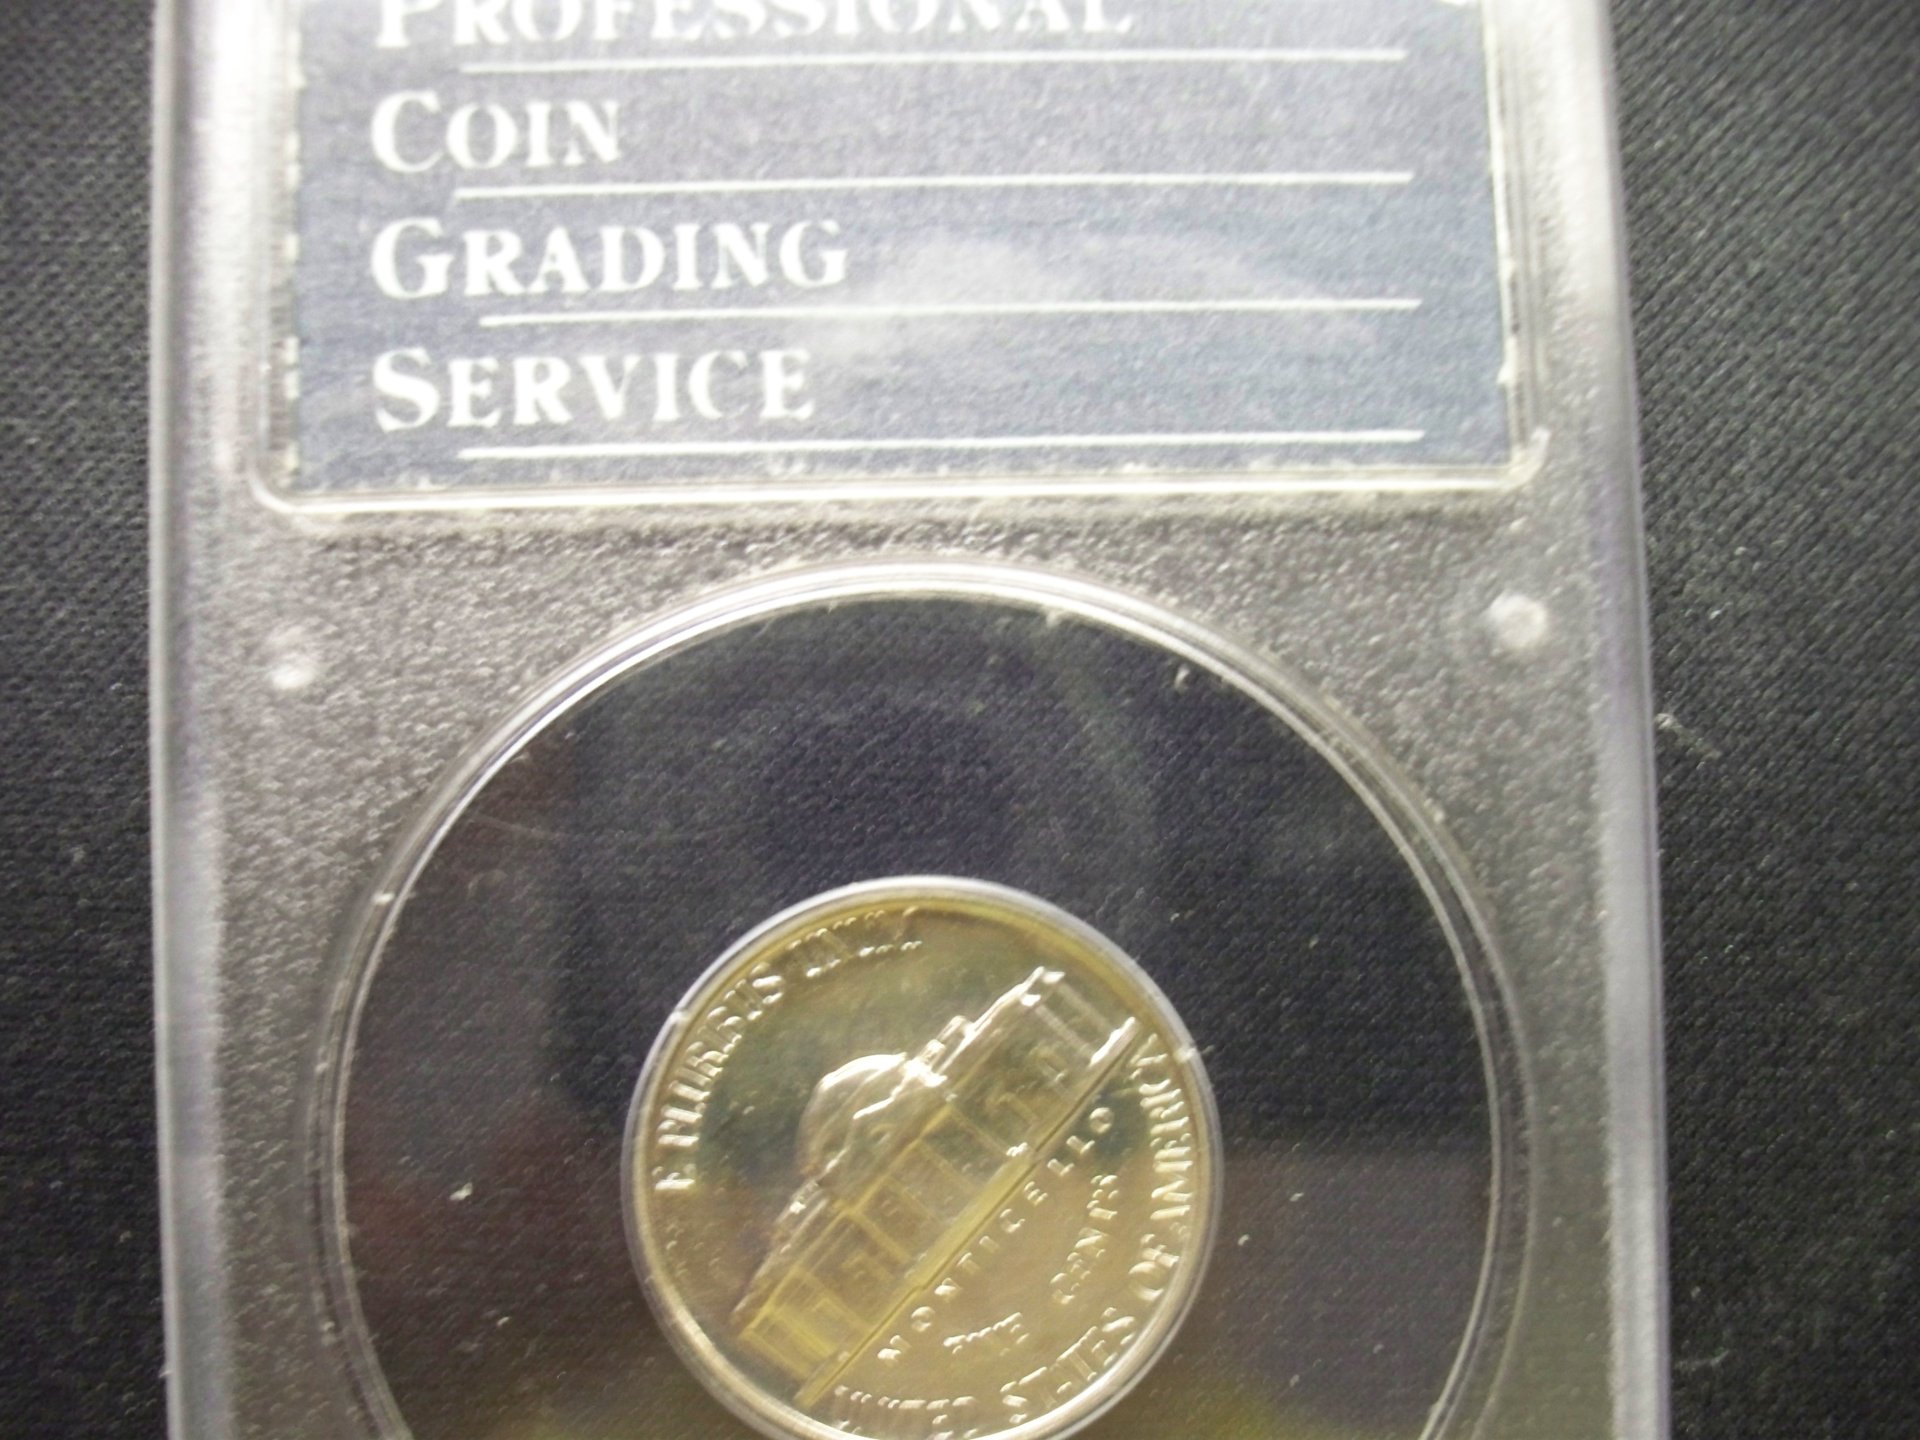 PROFESSIONAL
COIN
GRADING
SERVICE
E PLURIBUS UNUM
MONTICELLO
FIVE CENTS
UNITED STATES OF AMERICA